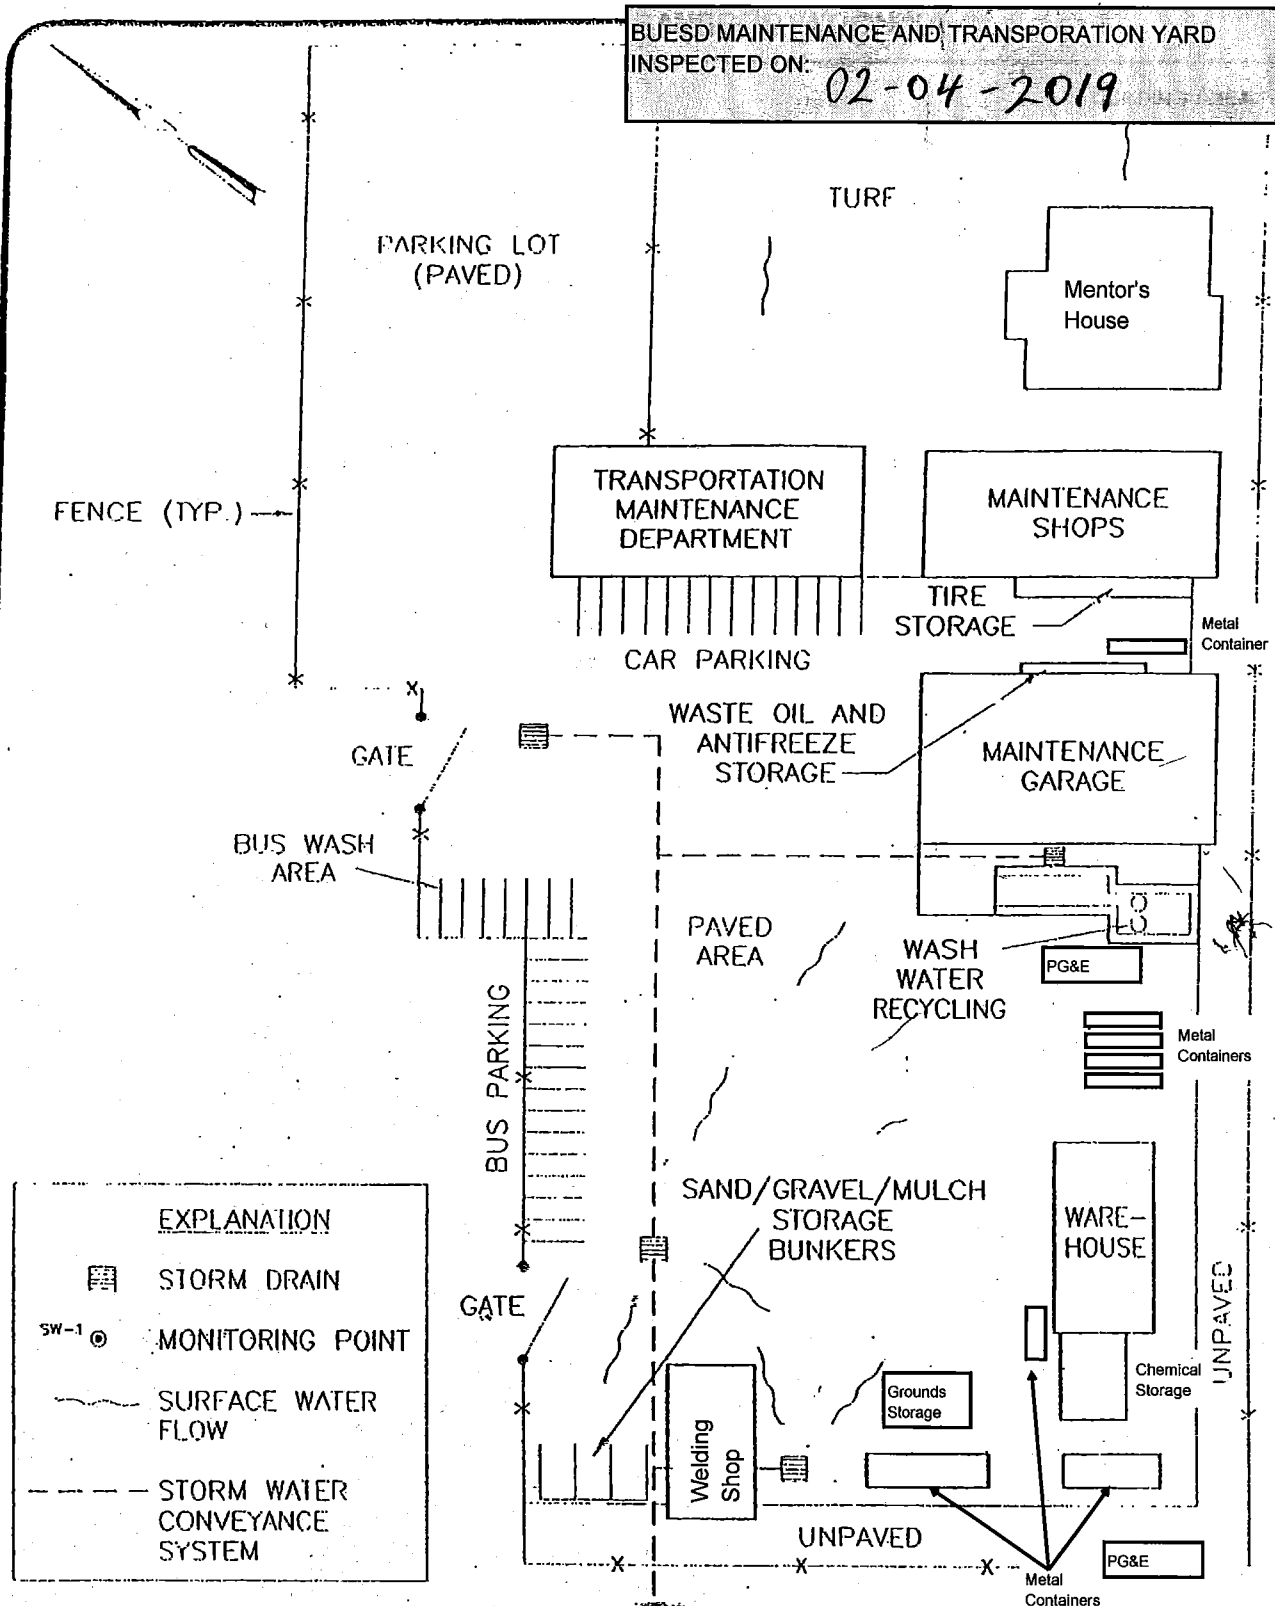 BUESD MAINTENANCE AND TRANSPORATION YARD
INSPECTED ON: 02-04-2019
TURF
PARKING LOT
(PAVED)
Mentor's
House
FENCE (TYP.)
TRANSPORTATION
MAINTENANCE
DEPARTMENT
MAINTENANCE
SHOPS
TIRE
STORAGE
Metal
Container
CAR PARKING
WASTE OIL AND
ANTIFREEZE
STORAGE
MAINTENANCE
GARAGE
GATE
BUS WASH
AREA
PAVED
AREA
WASH
WATER
RECYCLING
PG&E
BUS PARKING
Metal
Containers
SAND/GRAVEL/MULCH
STORAGE
BUNKERS
WARE-
HOUSE
UNPAVED
GATE
Chemical
Storage
Grounds
Storage
Welding
Shop
UNPAVED
PG&E
Metal
Containers
EXPLANATION
STORM DRAIN
SW-1
MONITORING POINT
SURFACE WATER
FLOW
STORM WATER
CONVEYANCE
SYSTEM